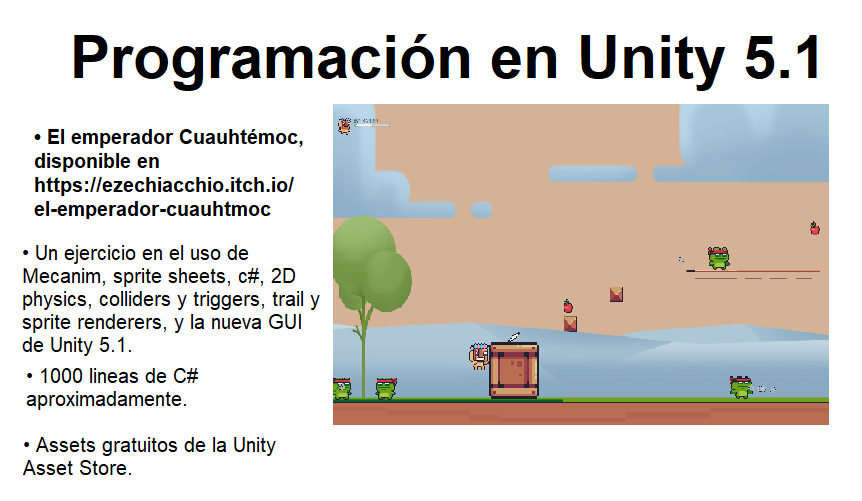 Programación en Unity 5.1
• El emperador Cuauhtémoc,
disponible en
https://ezechiacchio.itch.io/
el-emperador-cuauhtmoc
• Un ejercicio en el uso de
Mecanim, sprite sheets, c#, 2D
physics, colliders y triggers, trail y
sprite renderers, y la nueva GUI
de Unity 5.1.
• 1000 lineas de C#
aproximadamente.
• Assets gratuitos de la Unity
Asset Store.